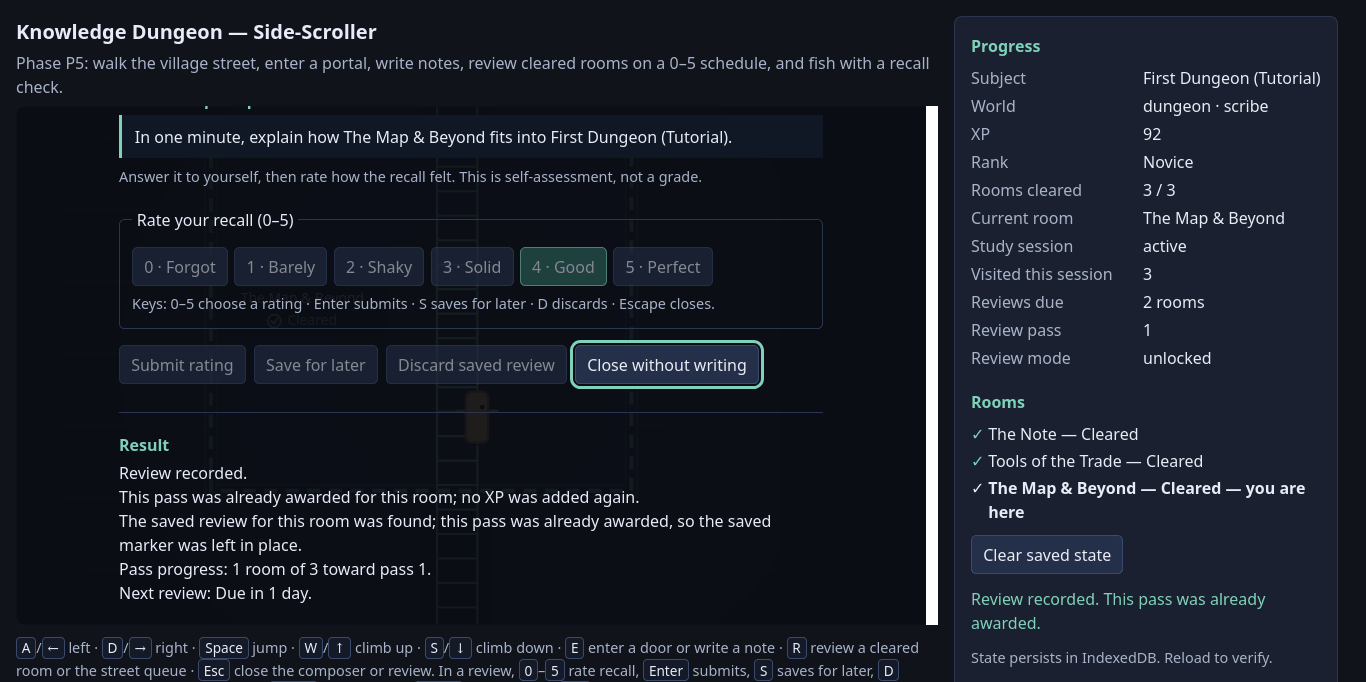 Knowledge Dungeon — Side-Scroller
Phase P5: walk the village street, enter a portal, write notes, review cleared rooms on a 0–5 schedule, and fish with a recall
check.
In one minute, explain how The Map & Beyond fits into First Dungeon (Tutorial).
Answer it to yourself, then rate how the recall felt. This is self-assessment, not a grade.
Rate your recall (0–5)
0 · Forgot 1 · Barely 2 · Shaky 3 · Solid 4 · Good 5 · Perfect
The Map & Beyond
Keys: 0–5 choose a rating · Enter submits · S saves for later · D discards · Escape closes.
Cleared
Submit rating Save for later Discard saved review Close without writing
Result
Review recorded.
This pass was already awarded for this room; no XP was added again.
The saved review for this room was found; this pass was already awarded, so the saved
marker was left in place.
Pass progress: 1 room of 3 toward pass 1.
Next review: Due in 1 day.
A/← left · D/→ right · Space jump · W/↑ climb up · S/↓ climb down · E enter a door or write a note · R review a cleared
room or the street queue · Esc close the composer or review. In a review, 0–5 rate recall, Enter submits, S saves for later, D
Progress
Subject First Dungeon (Tutorial)
World dungeon · scribe
XP 92
Rank Novice
Rooms cleared 3 / 3
Current room The Map & Beyond
Study session active
Visited this session 3
Reviews due 2 rooms
Review pass 1
Review mode unlocked
Rooms
✓ The Note — Cleared
✓ Tools of the Trade — Cleared
✓ The Map & Beyond — Cleared — you are
here
Clear saved state
Review recorded. This pass was already
awarded.
State persists in IndexedDB. Reload to verify.